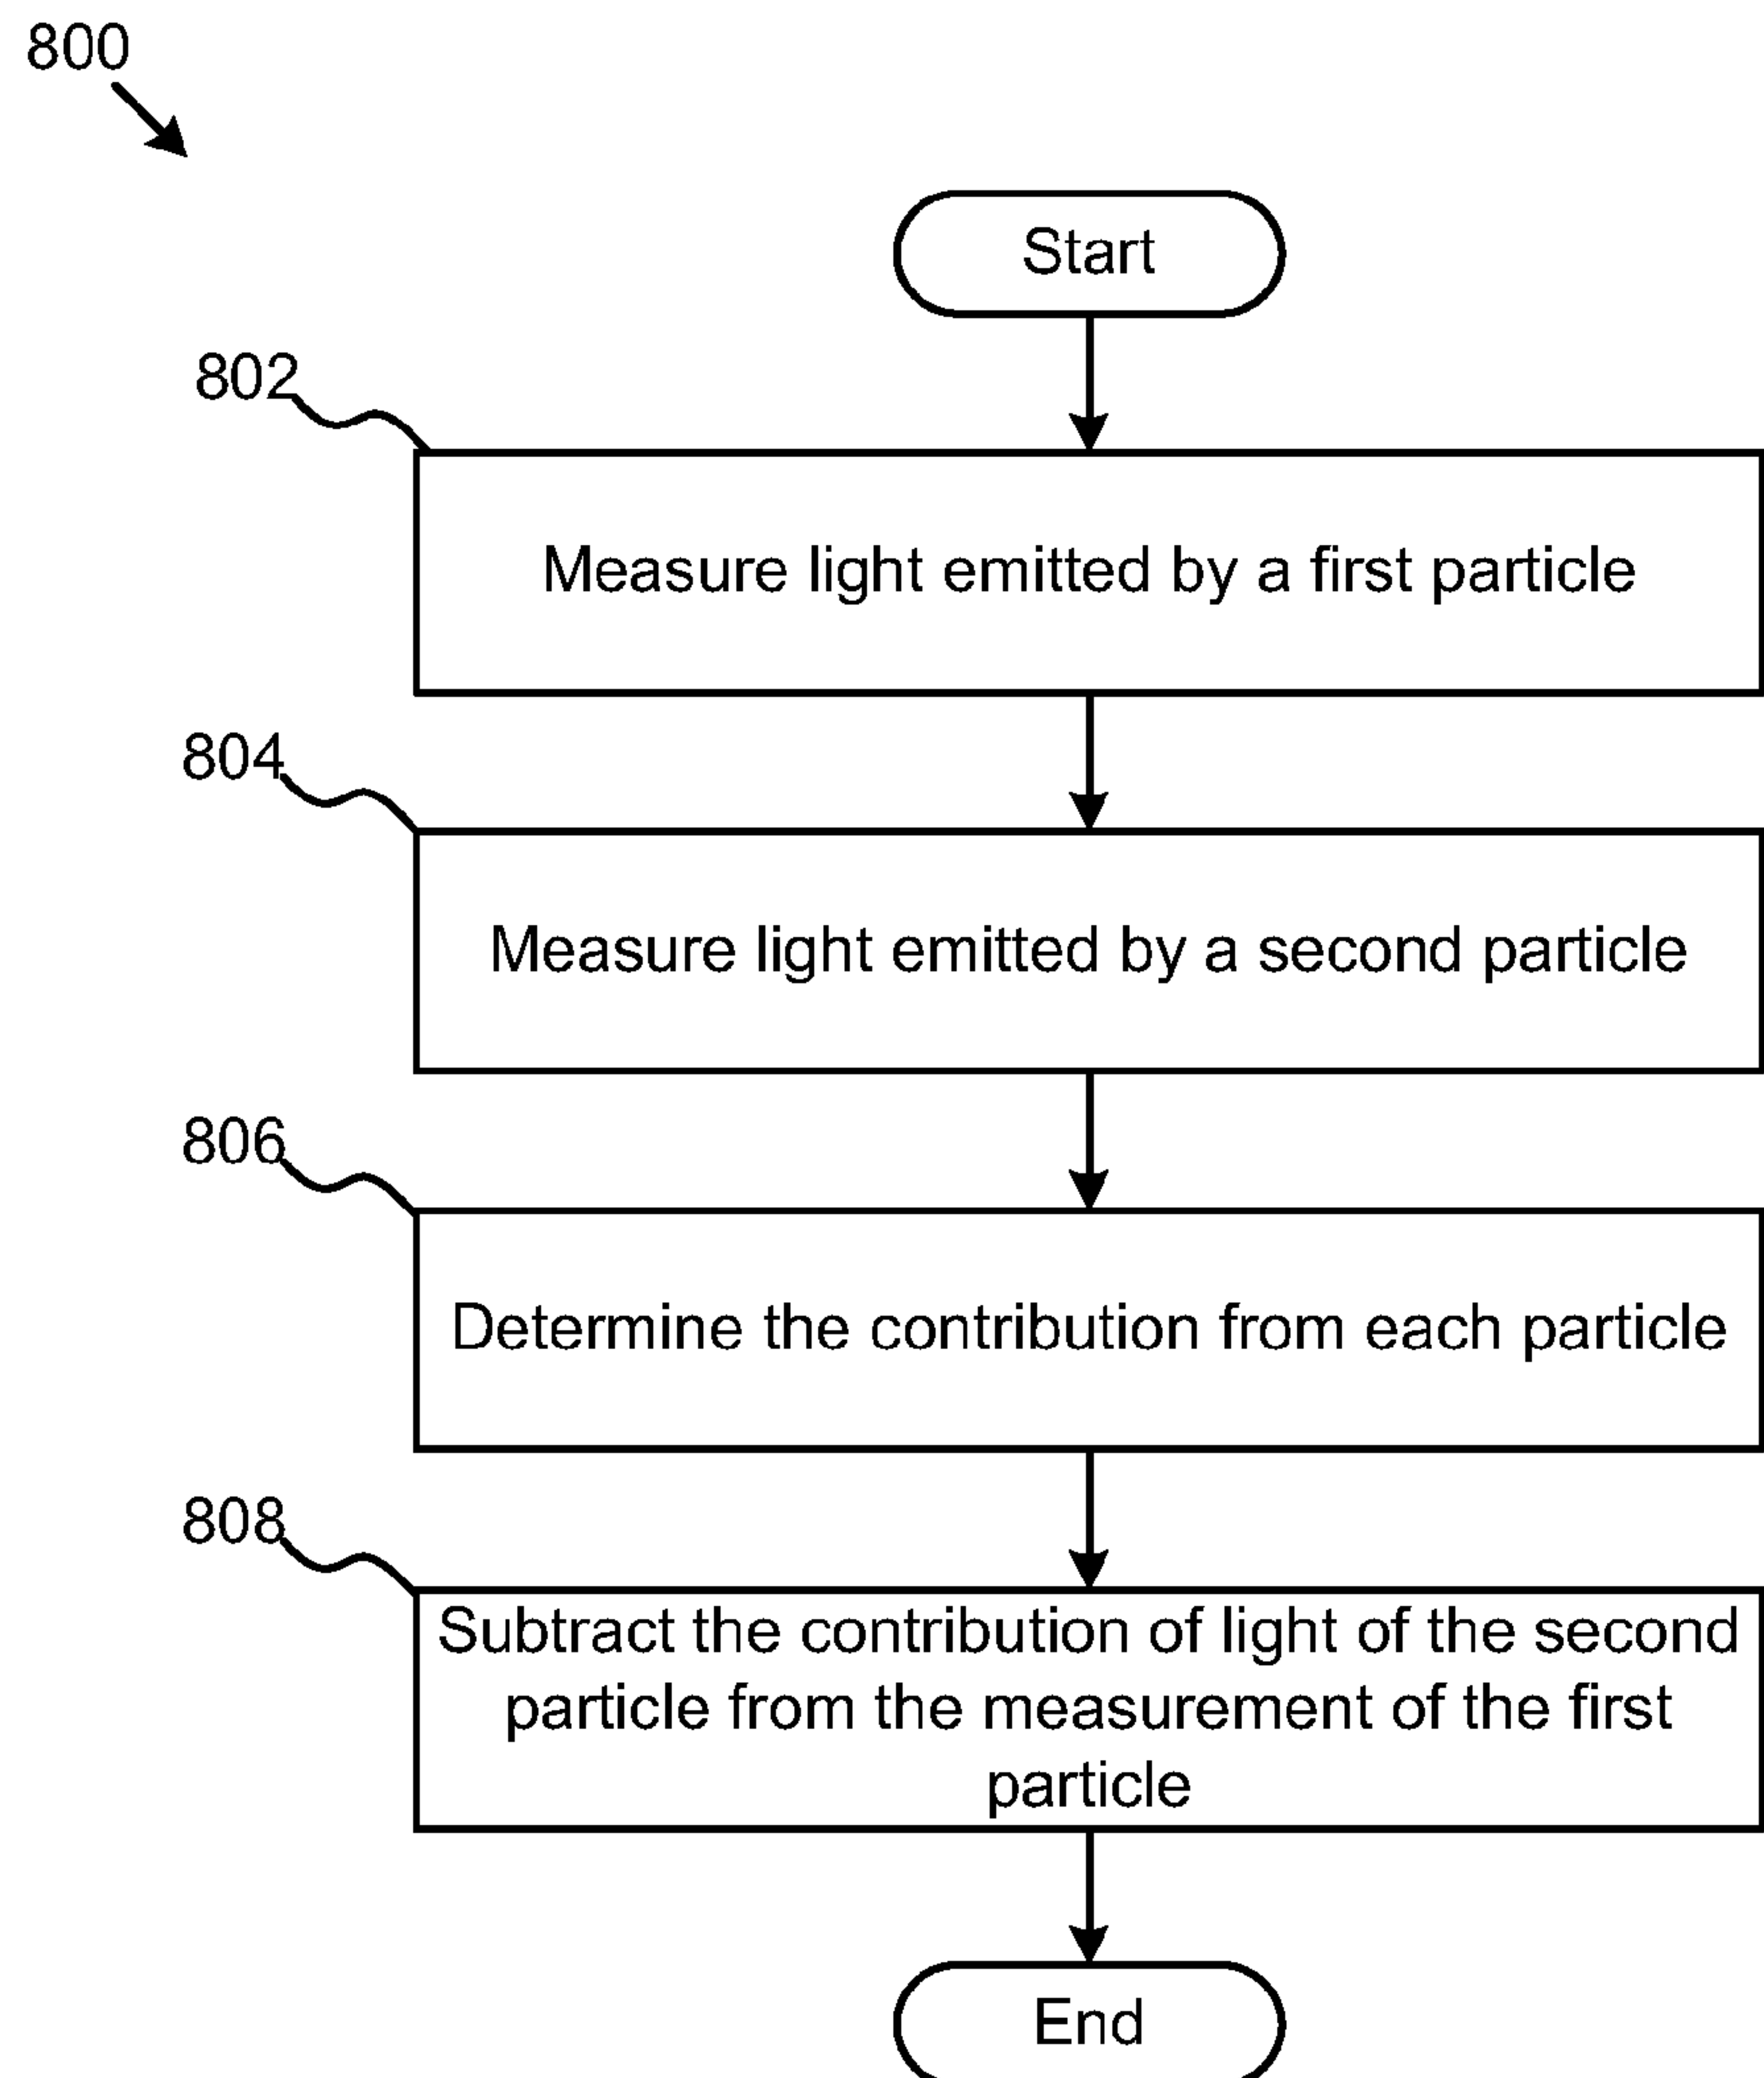 800
Start
802
Measure light emitted by a first particle
804
Measure light emitted by a second particle
806
Determine the contribution from each particle
808
Subtract the contribution of light of the second
particle from the measurement of the first
particle
End